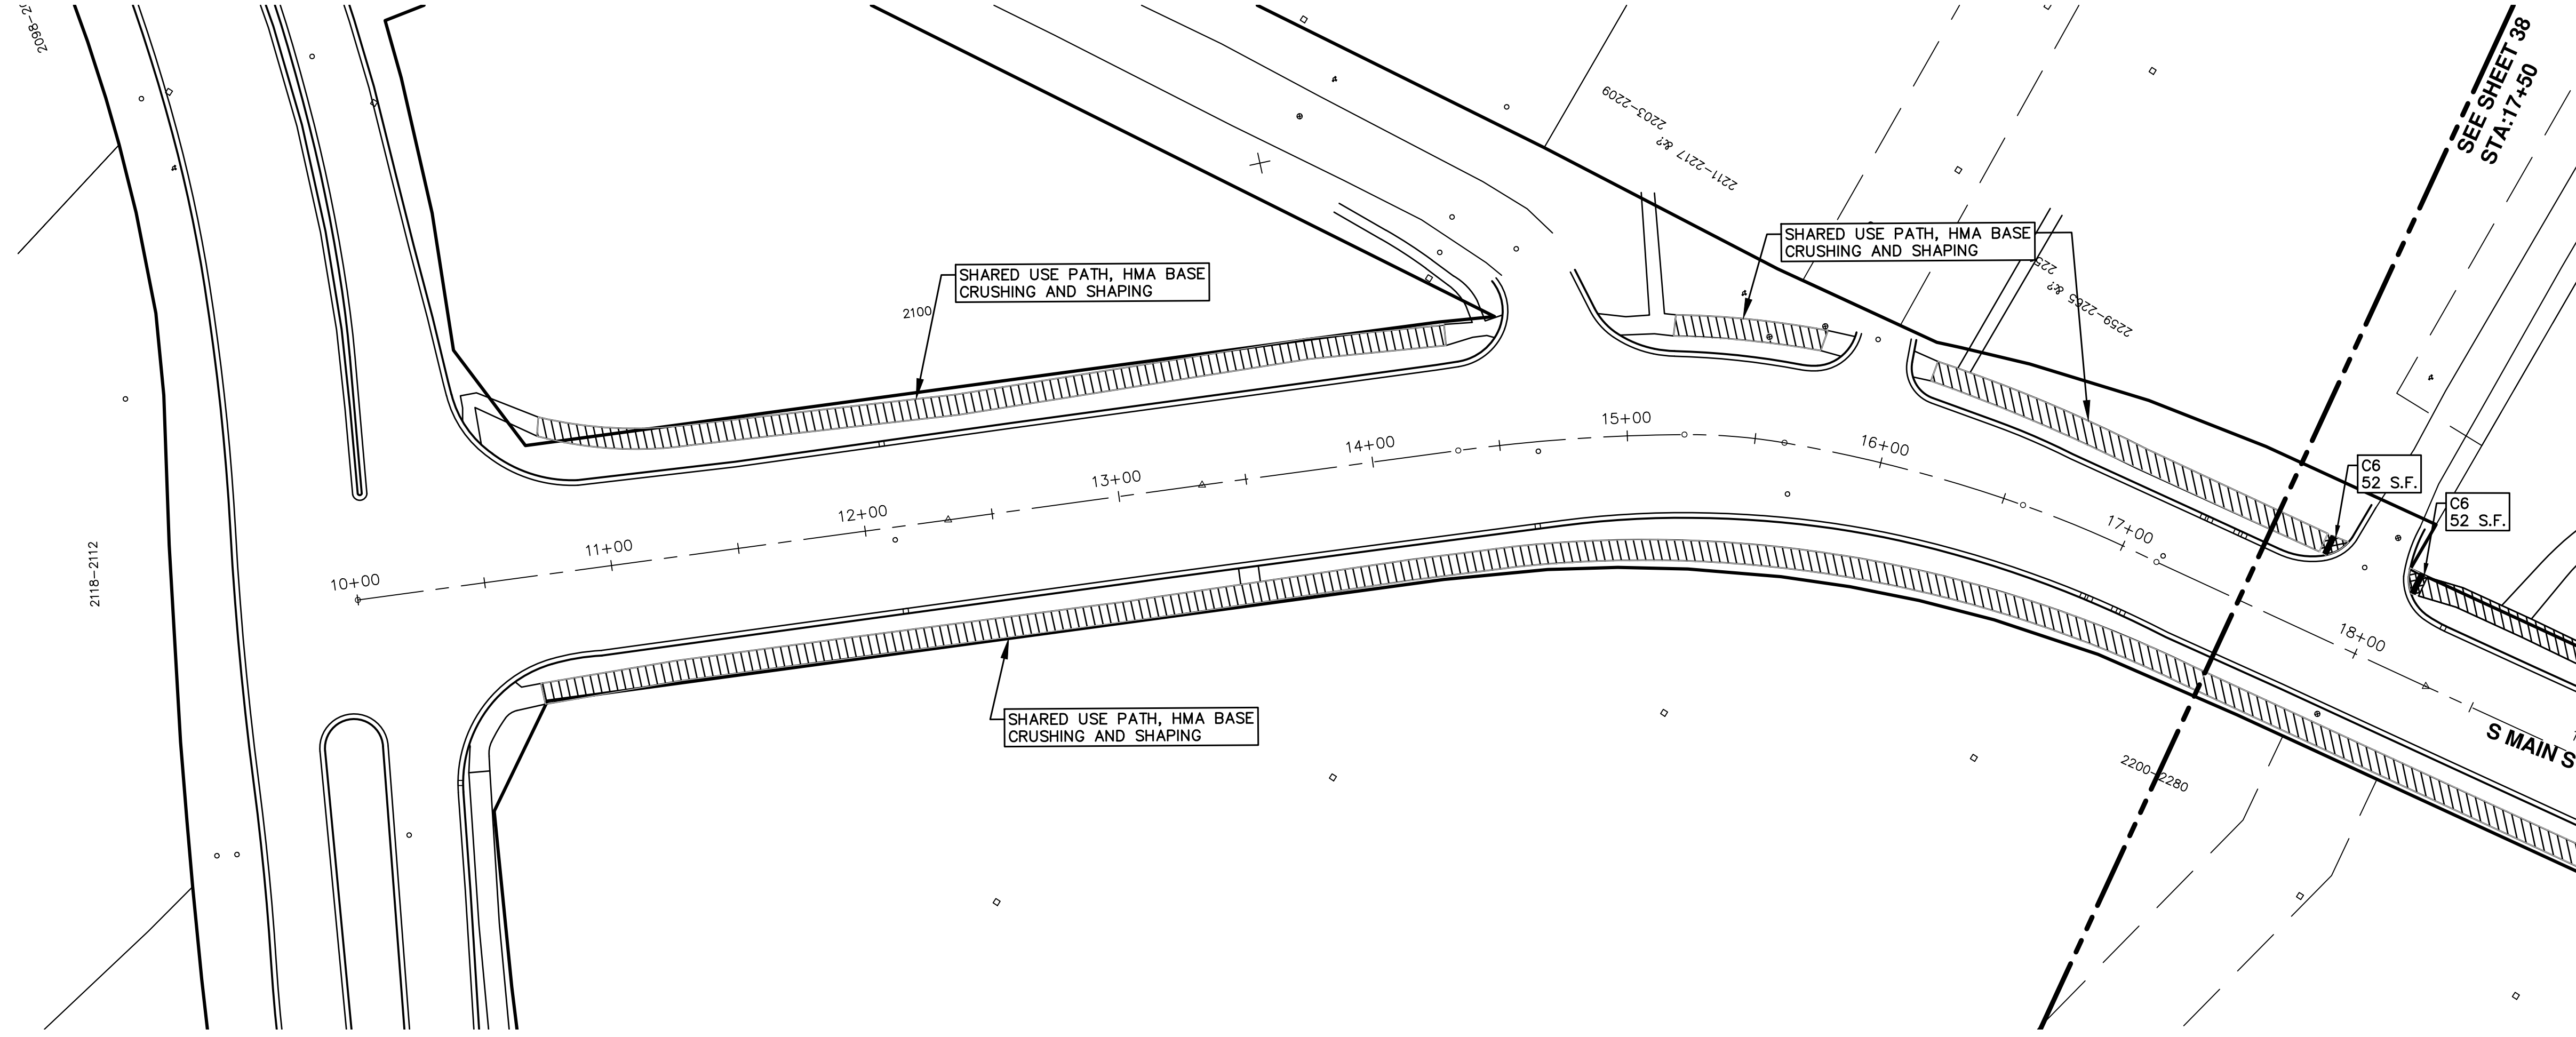 SEE SHEET 38
STA:17+50
2203-2209
2211-2217 &?
SHARED USE PATH, HMA BASE
CRUSHING AND SHAPING
SHARED USE PATH, HMA BASE
CRUSHING AND SHAPING
2259-2265 &?
2100
15+00
14+00
16+00
C6
52 S.F.
13+00
C6
52 S.F.
12+00
17+00
11+00
10+00
2118-2112
18+00
SHARED USE PATH, HMA BASE
CRUSHING AND SHAPING
S MAIN S
2200-2280